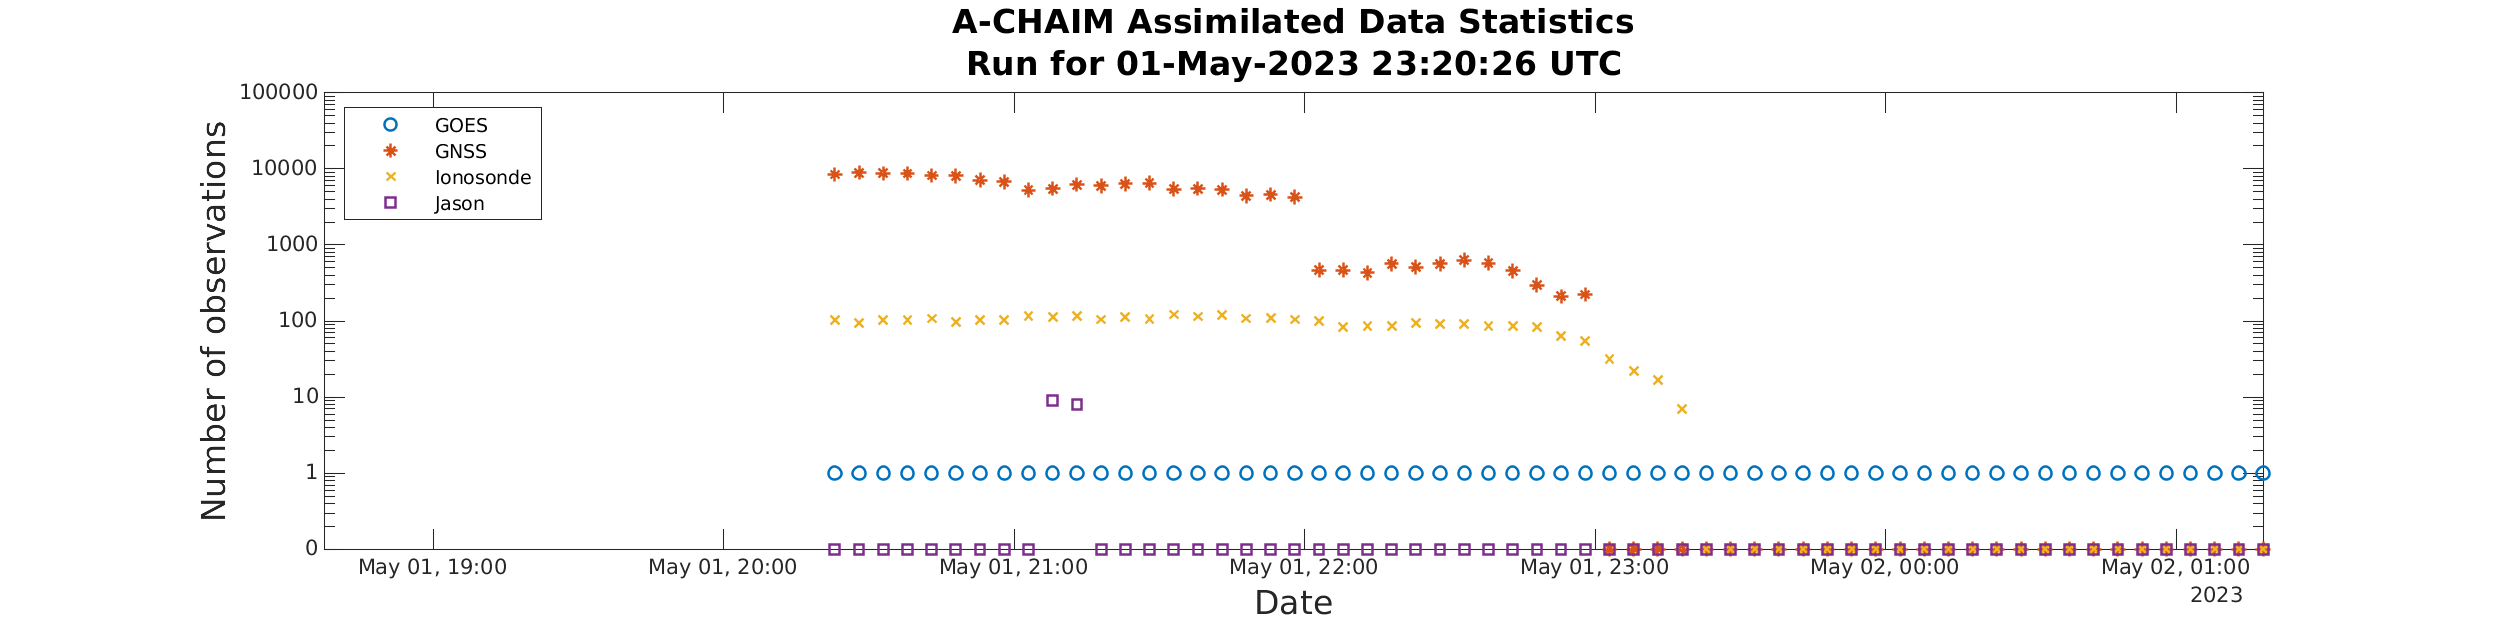 A-CHAIM Assimilated Data Statistics
Run for 01-May-2023 23:20:26 UTC
Number of observations
100000
10000
1000
100
10
1
0
GOES
GNSS
Ionosonde
Jason
May 01, 19:00
May 01, 20:00
May 01, 21:00
May 01, 22:00
May 01, 23:00
May 02, 00:00
May 02, 01:00
2023
Date